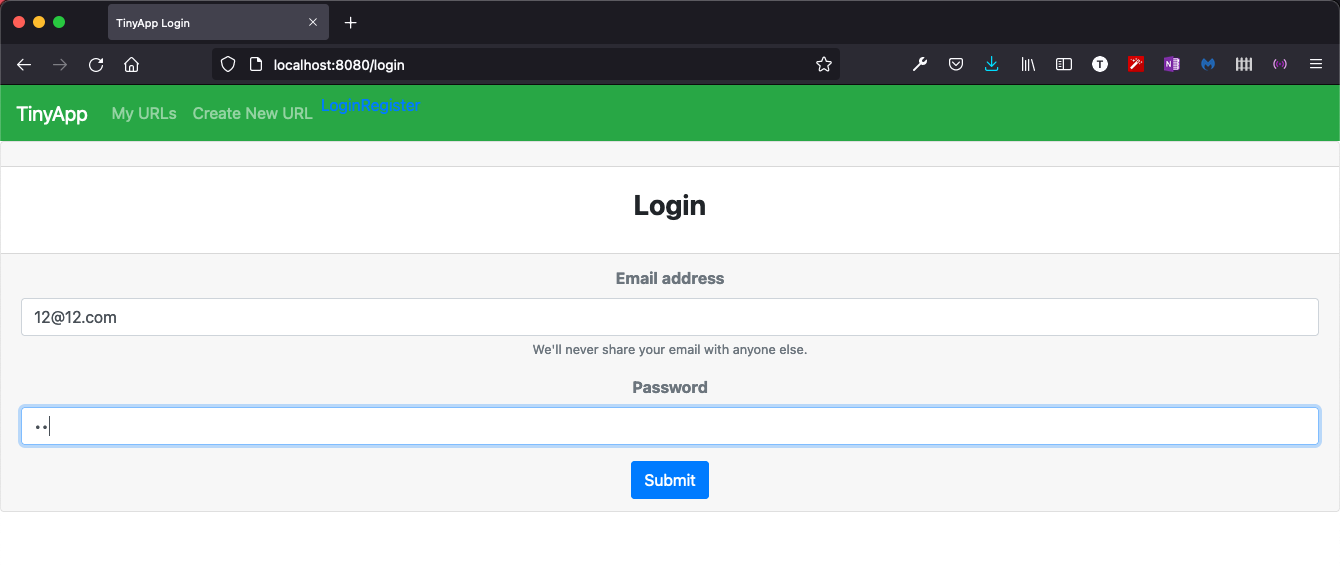 TinyApp Login
localhost:8080/login
TinyApp My URLs Create New URL LoginRegister
Login
Email address
12@12.com
We'll never share your email with anyone else.
Password
••
Submit